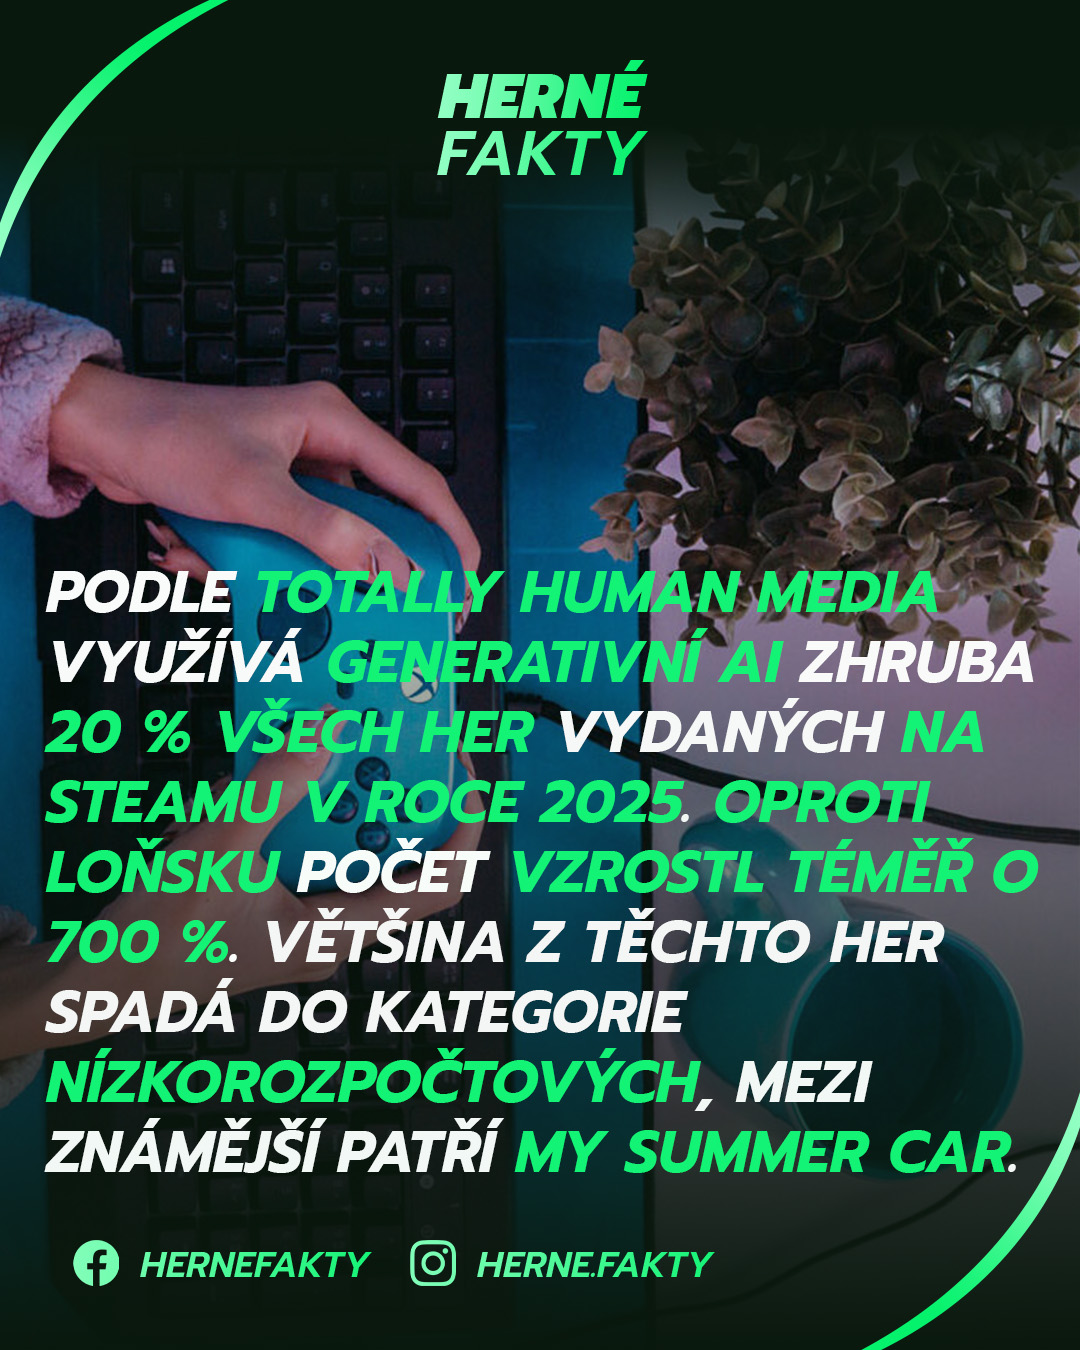 HERNÉ
FAKTY
PODLE TOTALLY HUMAN MEDIA
VYUŽÍVÁ GENERATIVNÍ AI ZHRUBA
20 % VŠECH HER VYDANÝCH NA
STEAMU V ROCE 2025. OPROTI
LOŇSKU POČET VZROSTL TÉMĚŘ O
700 %. VĚTŠINA Z TĚCHTO HER
SPADÁ DO KATEGORIE
NÍZKOROZPOČTOVÝCH, MEZI
ZNÁMĚJŠÍ PATŘÍ MY SUMMER CAR.
HERNEFAKTY HERNE.FAKTY